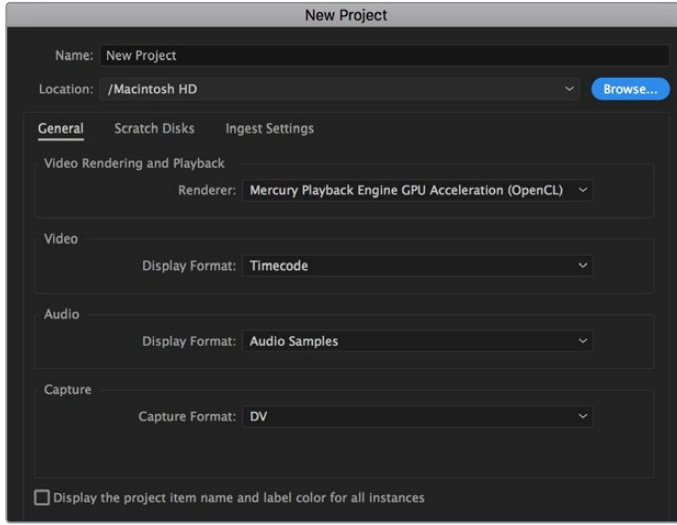 New Project
Name: New Project
Location: /Macintosh HD Browse...
General Scratch Disks Ingest Settings
Video Rendering and Playback
Renderer: Mercury Playback Engine GPU Acceleration (OpenCL)
Video
Display Format: Timecode
Audio
Display Format: Audio Samples
Capture
Capture Format: DV
Display the project item name and label color for all instances